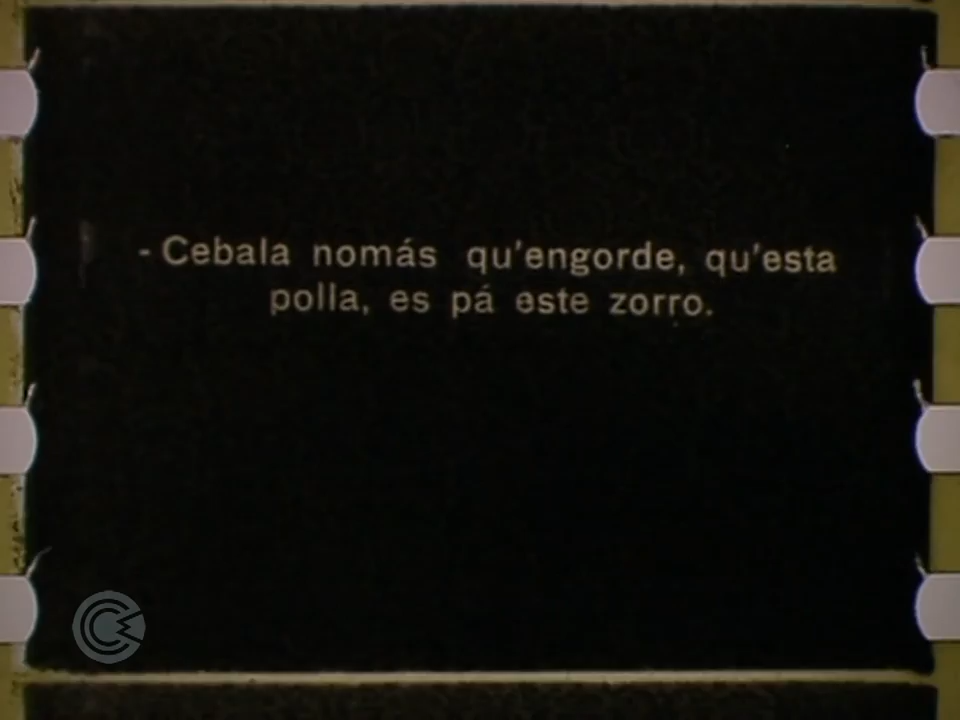 - Cebala nomás qu'engorde, qu'esta
polla, es pá este zorro.